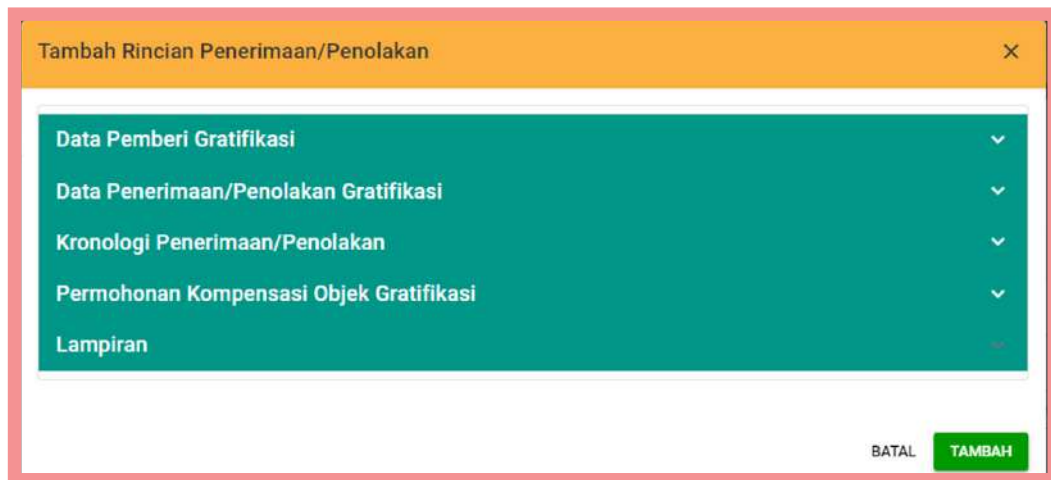 Tambah Rincian Penerimaan/Penolakan
Data Pemberi Gratifikasi
Data Penerimaan/Penolakan Gratifikasi
Kronologi Penerimaan/Penolakan
Permohonan Kompensasi Objek Gratifikasi
Lampiran
BATAL TAMBAH